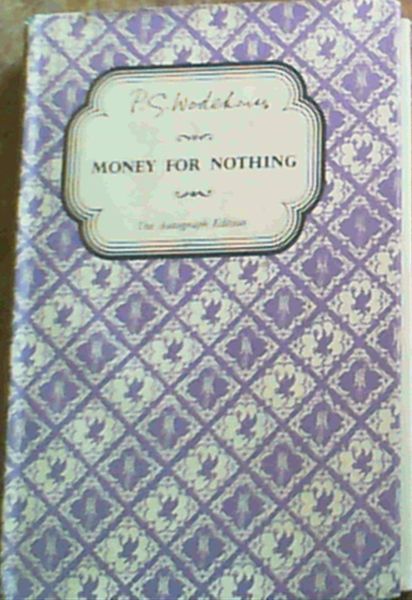 P. G. Wodehouse
MONEY FOR NOTHING
The Autograph Edition